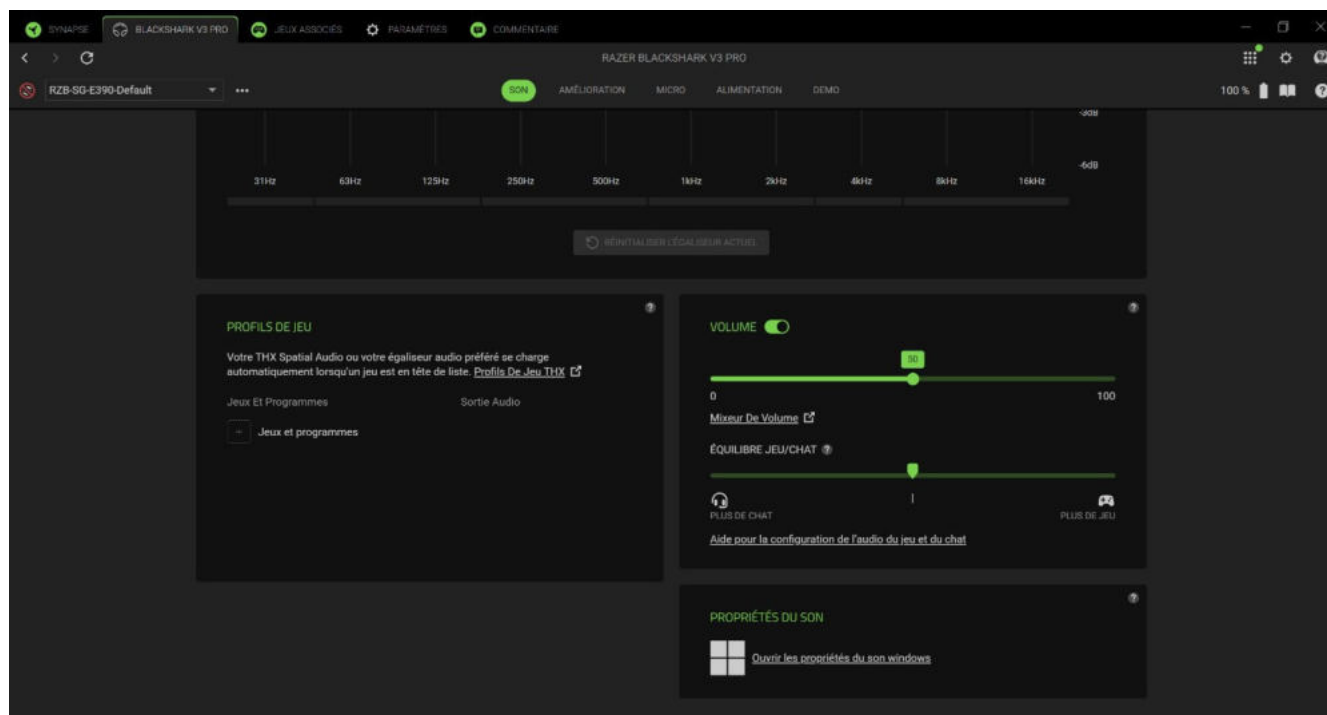 SYNAPSE BLACKSHARK V3 PRO JEUX ASSOCIÉS PARAMÈTRES COMMENTAIRE
RAZER BLACKSHARK V3 PRO
RZB-SG-E390-Default ••• SON AMÉLIORATION MICRO ALIMENTATION DEMO 100 %
-3dB
-6dB
31Hz 63Hz 125Hz 250Hz 500Hz 1kHz 2kHz 4kHz 8kHz 16kHz
RÉINITIALISER L'ÉGALISEUR ACTUEL
PROFILS DE JEU
Votre THX Spatial Audio ou votre égaliseur audio préféré se charge
automatiquement lorsqu'un jeu est en tête de liste. Profils De Jeu THX
Jeux Et Programmes Sortie Audio
Jeux et programmes
VOLUME
50
0 100
Mixeur De Volume
ÉQUILIBRE JEU/CHAT
PLUS DE CHAT PLUS DE JEU
Aide pour la configuration de l'audio du jeu et du chat
PROPRIÉTÉS DU SON
Ouvrir les propriétés du son windows